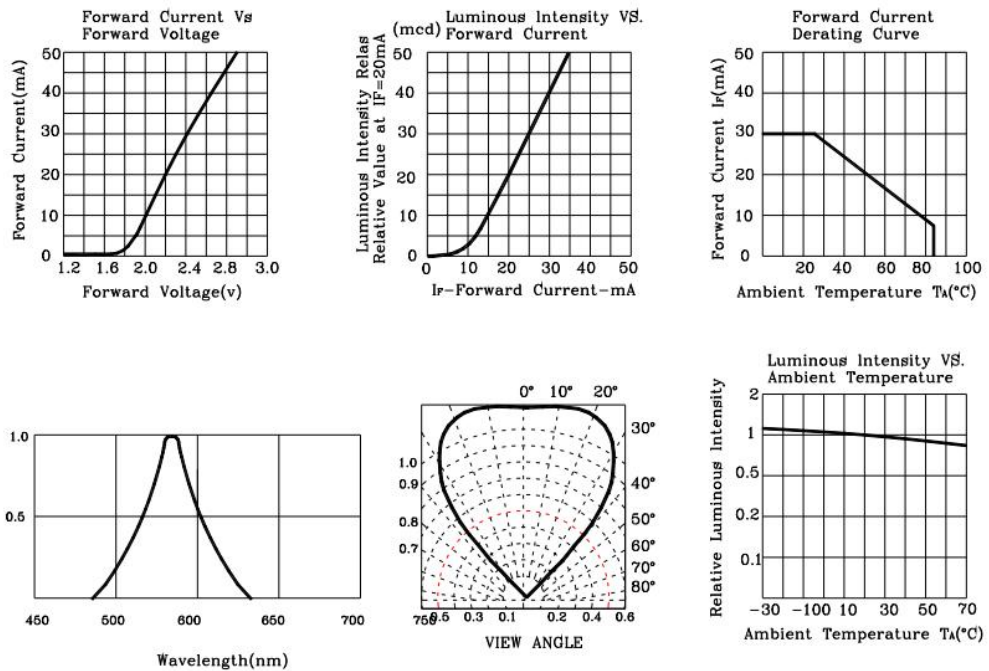 Forward Current Vs
Forward Voltage
Forward Current(mA)
50
40
30
20
10
0
1.2 1.6 2.0 2.4 2.8 3.0
Forward Voltage(v)
Luminous Intensity VS.
Forward Current
(mcd)
Luminous Intensity Relas
Relative Value at IF=20mA
50
40
30
20
10
0
0 10 20 30 40 50
IF-Forward Current-mA
Forward Current
Derating Curve
Forward Current IF(mA)
50
40
30
20
10
0
20 40 60 80 100
Ambient Temperature TA(°C)
1.0
0.5
450 500 600 650 700 750
Wavelength(nm)
0° 10° 20°
30°
40°
50°
60°
70°
80°
1.0
0.9
0.8
0.7
0.5 0.3 0.1 0.2 0.4 0.6
VIEW ANGLE
Luminous Intensity VS.
Ambient Temperature
Relative Luminous Intensity
2
1
0.5
0.2
0.1
-30 -100 10 30 50 70
Ambient Temperature TA(°C)